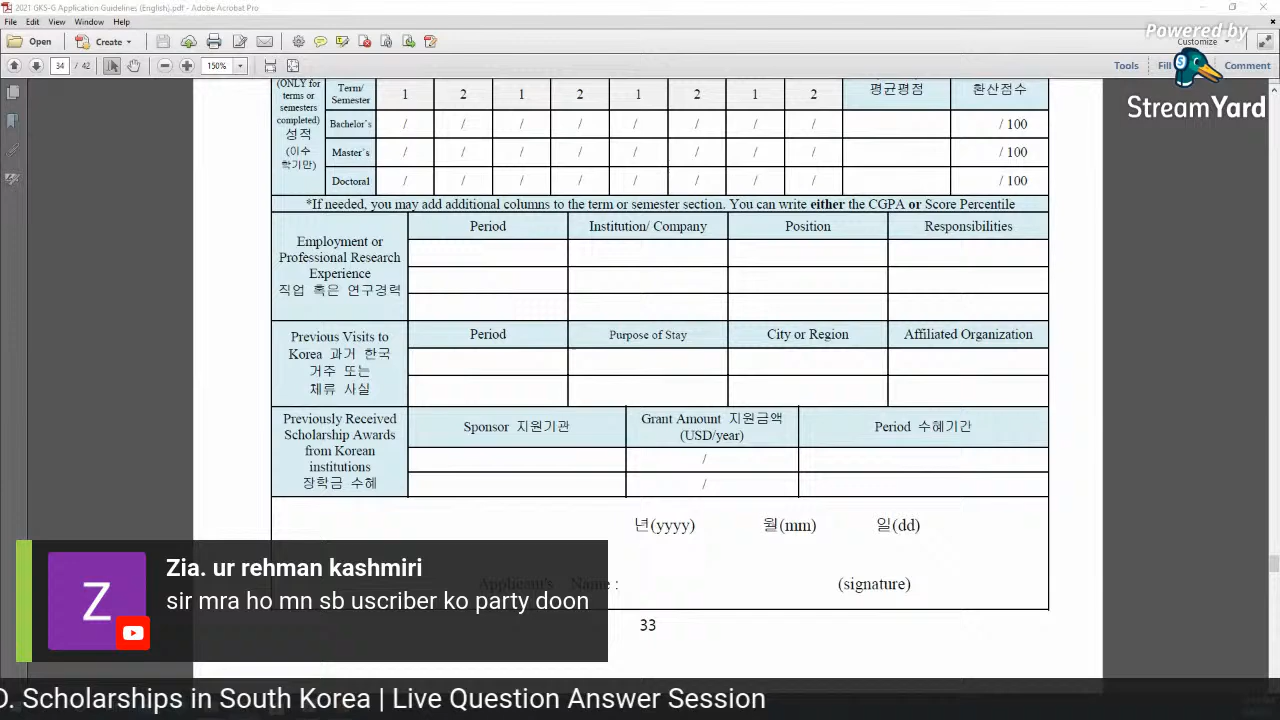 2021 GKS-G Application Guidelines (English).pdf - Adobe Acrobat Pro
File Edit View Window Help
Open Create Customize
34 / 42 150% Tools Fill Comment
Powered by
StreamYard
(ONLY for terms or semesters completed) 성적 (이수 학기만)
Term/ Semester 1 2 1 2 1 2 1 2 평균평점 환산점수
Bachelor's / / / / / / / / / 100
Master's / / / / / / / / / 100
Doctoral / / / / / / / / / 100
*If needed, you may add additional columns to the term or semester section. You can write either the CGPA or Score Percentile
Employment or
Professional Research
Experience
직업 혹은 연구경력
Period Institution/ Company Position Responsibilities
Previous Visits to
Korea 과거 한국
거주 또는
체류 사실
Period Purpose of Stay City or Region Affiliated Organization
Previously Received
Scholarship Awards
from Korean
institutions
장학금 수혜
Sponsor 지원기관 Grant Amount 지원금액 (USD/year) Period 수혜기간
/
/
년(yyyy) 월(mm) 일(dd)
Applicant's Name : (signature)
33
Z
Zia. ur rehman kashmiri
sir mra ho mn sb uscriber ko party doon
D. Scholarships in South Korea | Live Question Answer Session